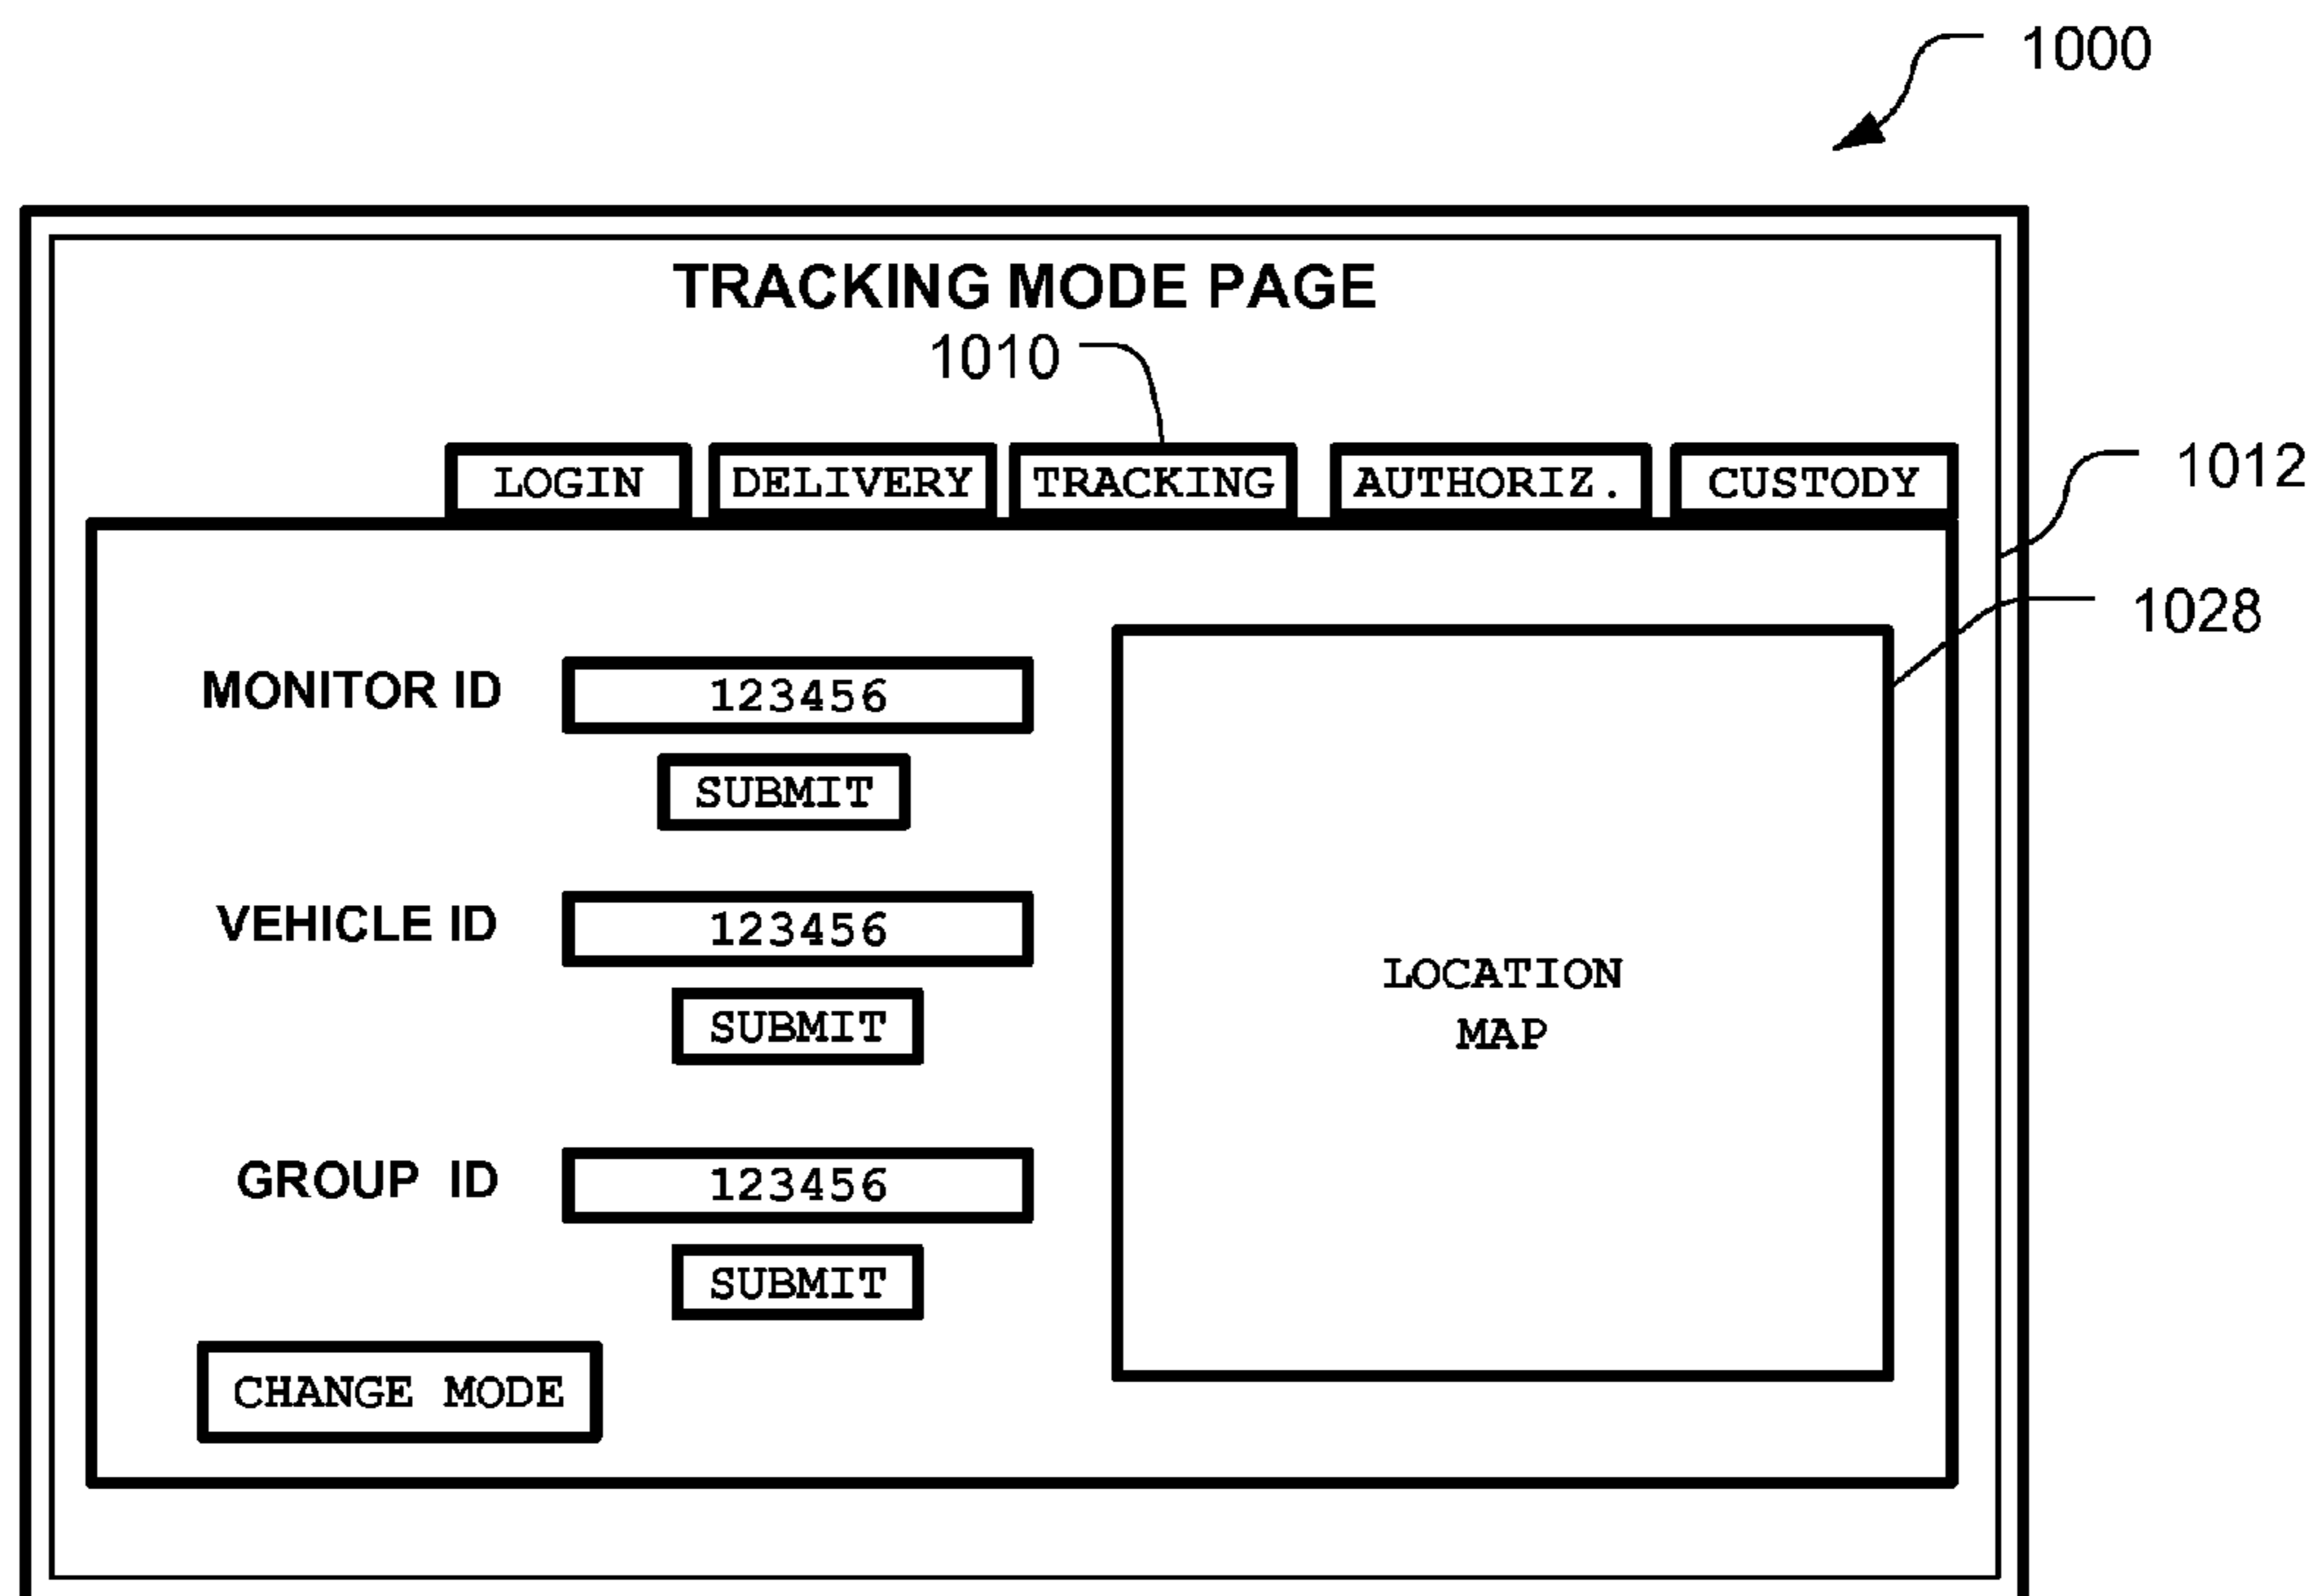 1000
TRACKING MODE PAGE
1010
LOGIN DELIVERY TRACKING AUTHORIZ. CUSTODY
1012
1028
MONITOR ID 123456
SUBMIT
VEHICLE ID 123456
SUBMIT
LOCATION
MAP
GROUP ID 123456
SUBMIT
CHANGE MODE